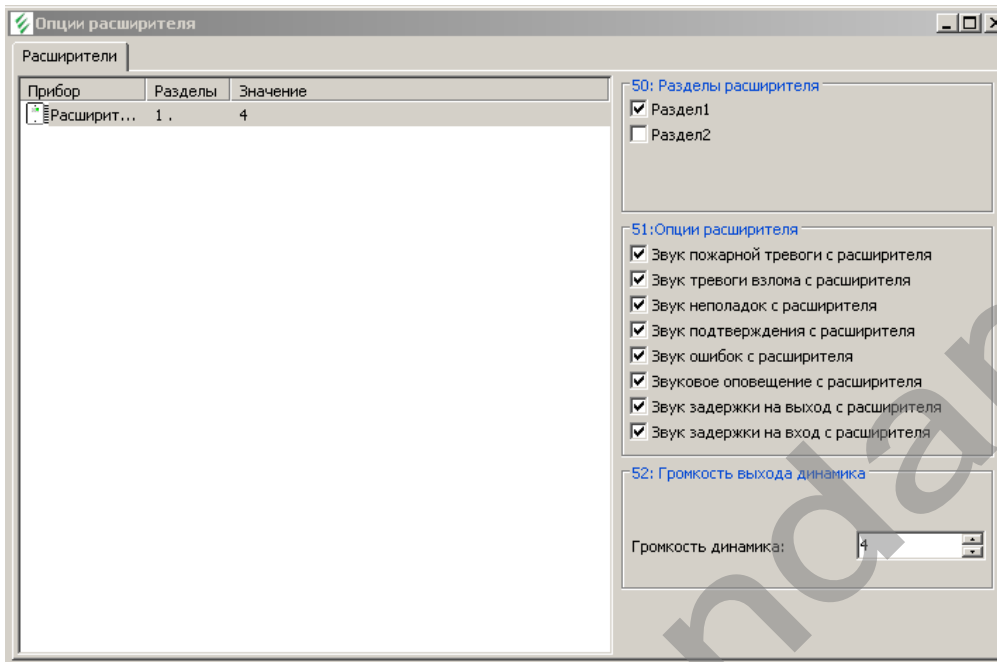 Опции расширителя
Расширители
Прибор Разделы Значение
Расширит... 1 . 4
50: Разделы расширителя
Раздел1
Раздел2
51:Опции расширителя
Звук пожарной тревоги с расширителя
Звук тревоги взлома с расширителя
Звук неполадок с расширителя
Звук подтверждения с расширителя
Звук ошибок с расширителя
Звуковое оповещение с расширителя
Звук задержки на выход с расширителя
Звук задержки на вход с расширителя
52: Громкость выхода динамика
Громкость динамика: 4